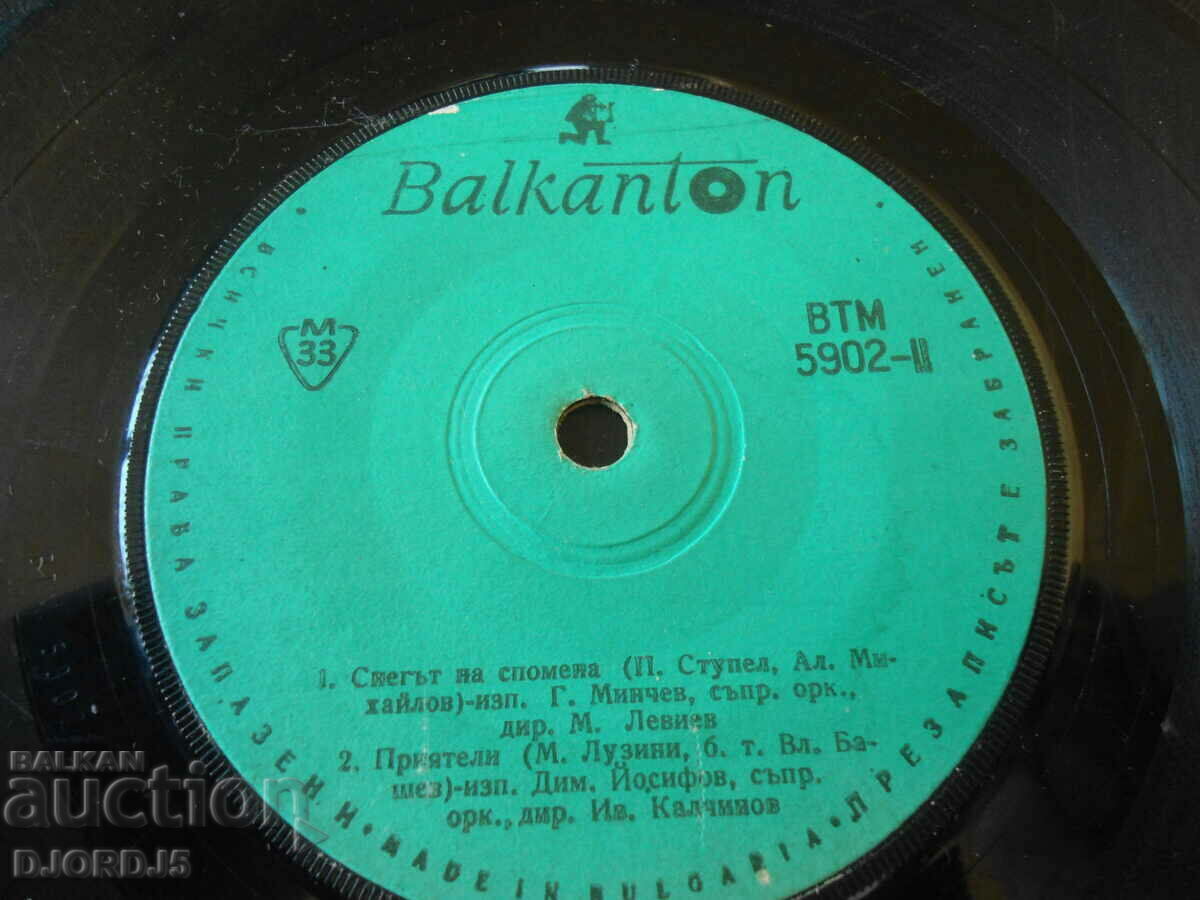 Balkanton
М
33
ВТМ
5902-II
1. Снегът на спомена (П. Ступел, Ал. Ми-
хайлов)-изп. Г. Минчев, съпр. орк.,
дир. М. Левиев
2. Приятели (М. Лузини, б. т. Вл. Ба-
шев)-изп. Дим. Йосифов, съпр.
орк., дир. Ив. Калчинов
ВСИЧКИ ПРАВА ЗАПАЗЕНИ • MADE IN BULGARIA • ПРЕЗАПИСЪТ Е ЗАБРАНЕН
BALKAN
auction
DJORDJ5